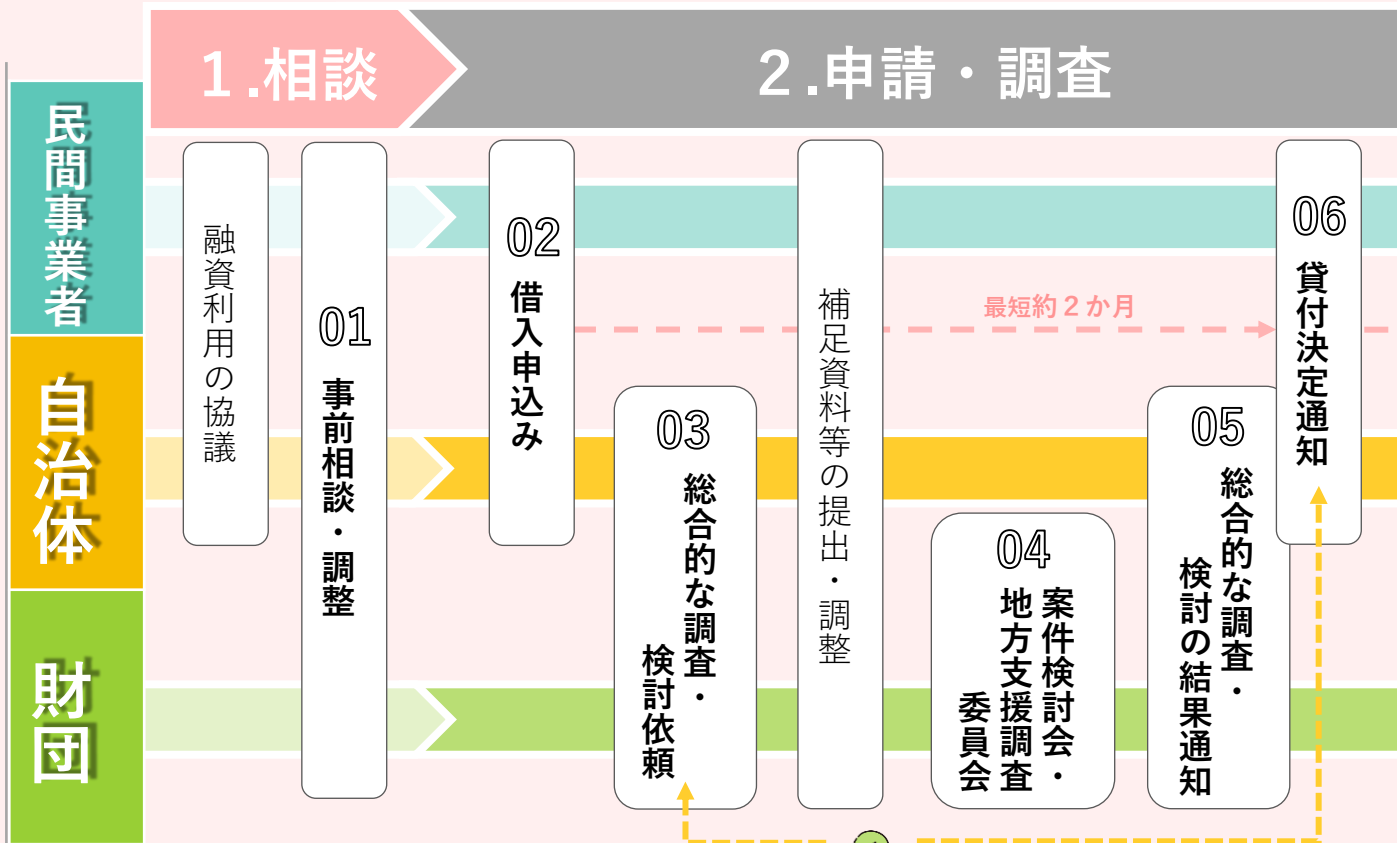 1.相談
2.申請・調査
民間事業者
自治体
財団
融資利用の協議
01
事前相談・調整
02
借入申込み
03
総合的な調査・
検討依頼
補足資料等の提出・調整
最短約2か月
04
案件検討会・
地方支援調査
委員会
05
総合的な調査・
検討の結果通知
06
貸付決定通知